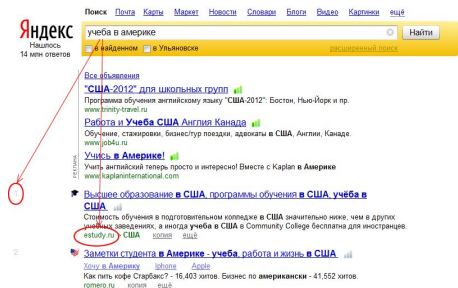 Поиск Почта Карты Маркет Новости Словари Блоги Видео Картинки ещё
Яндекс
Нашлось
14 млн ответов
учеба в америке
Найти
в найденном в Ульяновске
расширенный поиск
Все объявления
"США-2012" для школьных групп
Программа обучения английскому языку "США-2012": Бостон, Нью-Йорк и пр.
www.trinity-travel.ru
Работа и Учеба США Англия Канада
Обучение, стажировки, бизнес/тур поездки, адвокаты в США, Англии, Канаде.
www.job4u.ru
Учись в Америке!
Учить английский теперь просто и интересно! Вместе с Kaplan в Америке
www.kaplaninternational.com
РЕКЛАМА
1
Высшее образование в США, программы обучения в США, учёба в
США
Стоимость обучения в подготовительном колледже в США значительно ниже, чем в других
учебных заведениях, а иногда учеба в США в Community College бесплатна для иностранцев.
estudy.ru › США копия ещё
2
Заметки студента в Америке - учеба, работа и жизнь в США
Хочу в Америку Iphone Apple
Как пить кофе Старбакс? - 16,403 хитов. Бизнес по американски - 41,552 хитов.
romero.ru копия ещё